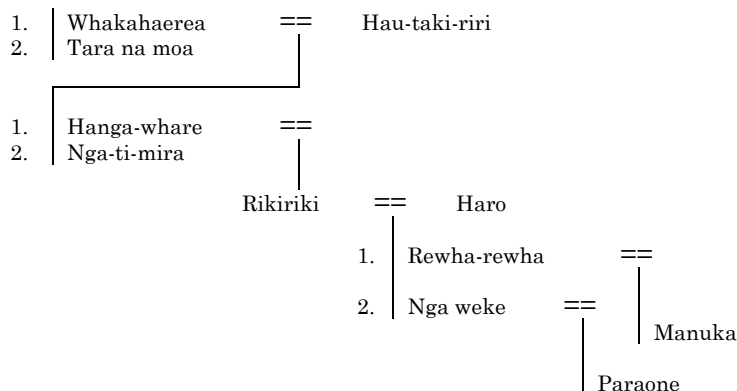 1. Whakahaerea == Hau-taki-riri
2. Tara na moa
1. Hanga-whare ==
2. Nga-ti-mira
Rikiriki == Haro
1. Rewha-rewha ==
2. Nga weke ==
Manuka
Paraone